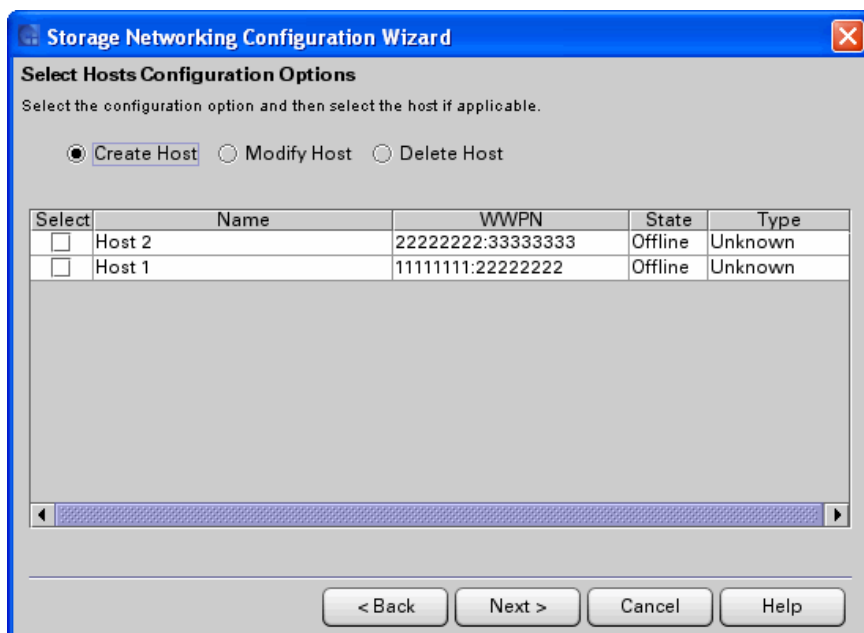 Storage Networking Configuration Wizard
Select Hosts Configuration Options
Select the configuration option and then select the host if applicable.
Create Host Modify Host Delete Host
Select Name WWPN State Type
Host 2 22222222:33333333 Offline Unknown
Host 1 11111111:22222222 Offline Unknown
< Back Next > Cancel Help